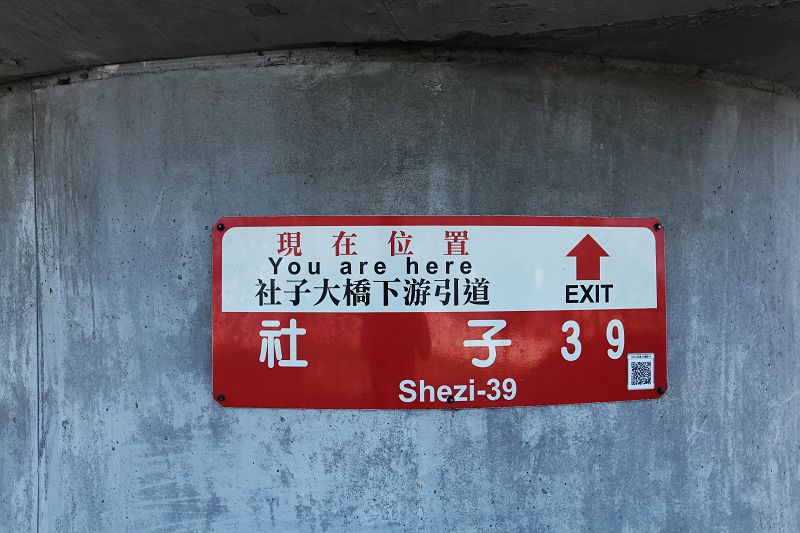 現在位置
You are here
社子大橋下游引道
EXIT
社子39
Shezi-39